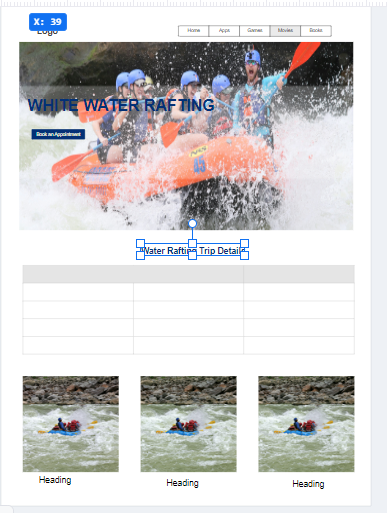 X: 39
Logo
Home Apps Games Movies Books
WHITE WATER RAFTING
Book an Appointment
Water Rafting Trip Details
Heading
Heading
Heading